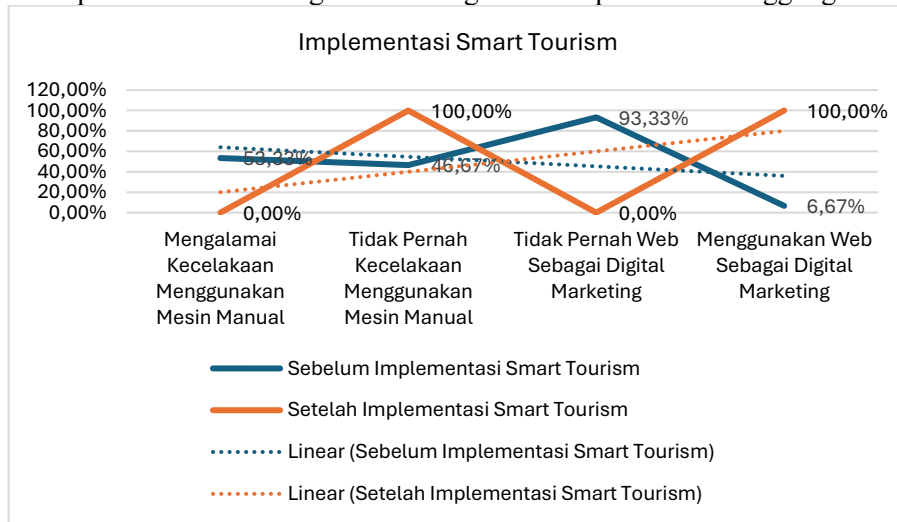 Implementasi Smart Tourism
120,00%
100,00%
80,00%
60,00%
40,00%
20,00%
0,00%
53,33%
0,00%
100,00%
46,67%
93,33%
0,00%
100,00%
6,67%
Mengalamai
Kecelakaan
Menggunakan
Mesin Manual
Tidak Pernah
Kecelakaan
Menggunakan
Mesin Manual
Tidak Pernah Web
Sebagai Digital
Marketing
Menggunakan Web
Sebagai Digital
Marketing
Sebelum Implementasi Smart Tourism
Setelah Implementasi Smart Tourism
Linear (Sebelum Implementasi Smart Tourism)
Linear (Setelah Implementasi Smart Tourism)